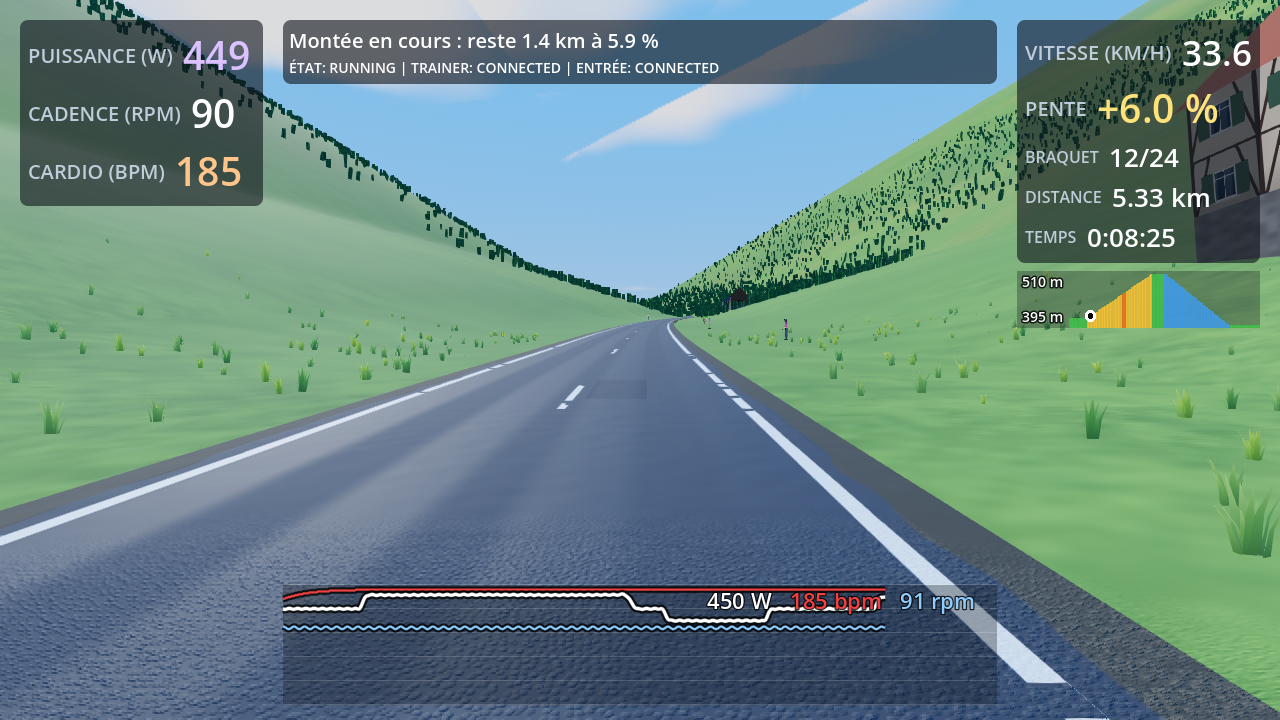 PUISSANCE (W) 449
CADENCE (RPM) 90
CARDIO (BPM) 185
Montée en cours : reste 1.4 km à 5.9 %
ÉTAT: RUNNING | TRAINER: CONNECTED | ENTRÉE: CONNECTED
VITESSE (KM/H) 33.6
PENTE +6.0 %
BRAQUET 12/24
DISTANCE 5.33 km
TEMPS 0:08:25
510 m
395 m
450 W 185 bpm 91 rpm